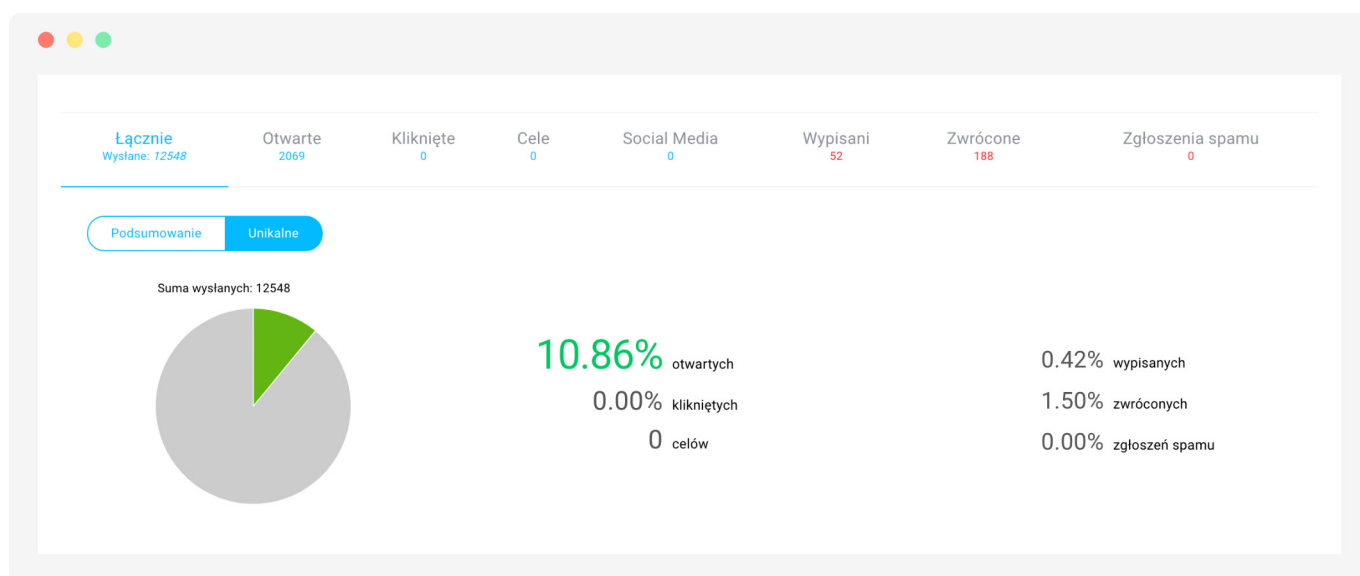 Łącznie
Wysłane: 12548
Otwarte
2069
Kliknięte
0
Cele
0
Social Media
0
Wypisani
52
Zwrócone
188
Zgłoszenia spamu
0
Podsumowanie
Unikalne
Suma wysłanych: 12548
10.86% otwartych
0.00% klikniętych
0 celów
0.42% wypisanych
1.50% zwróconych
0.00% zgłoszeń spamu